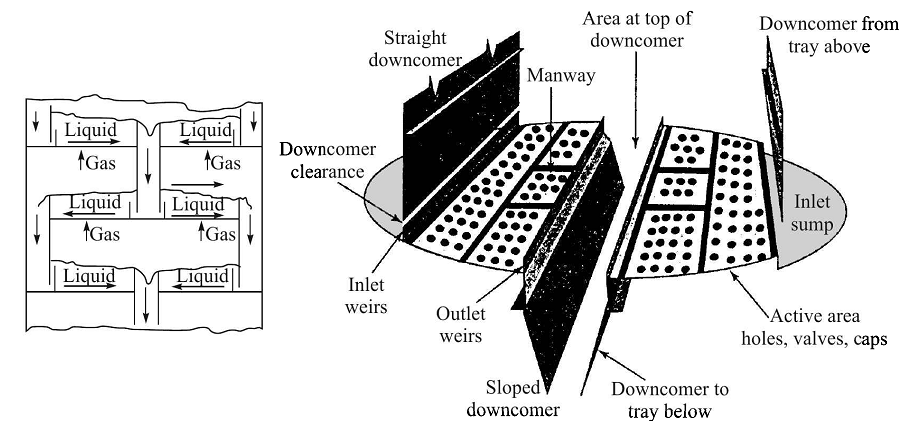 Liquid
Liquid
Gas
Gas
Liquid
Liquid
Gas
Gas
Liquid
Liquid
Straight
downcomer
Area at top of
downcomer
Downcomer from
tray above
Manway
Downcomer
clearance
Inlet
sump
Inlet
weirs
Outlet
weirs
Active area
holes, valves, caps
Sloped
downcomer
Downcomer to
tray below